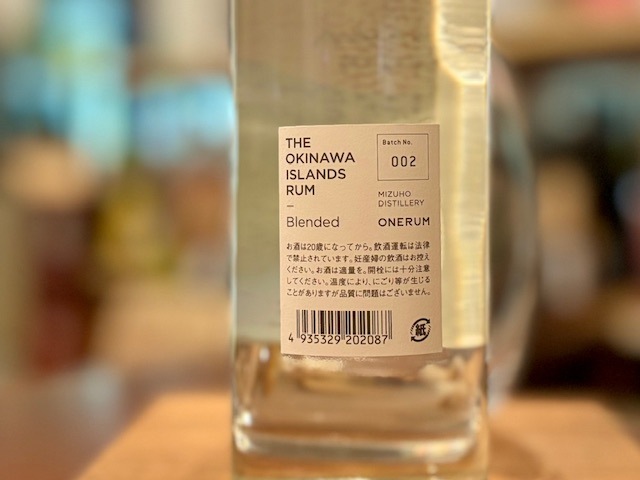 THE
OKINAWA
ISLANDS
RUM
Blended
Batch No.
002
MIZUHO
DISTILLERY
ONERUM
お酒は20歳になってから。飲酒運転は法律
で禁止されています。妊産婦の飲酒はお控え
ください。お酒は適量を。開栓には十分注意
してください。温度により、にごり等が生じる
ことがありますが品質に問題はございません。
4 935329 202087
紙